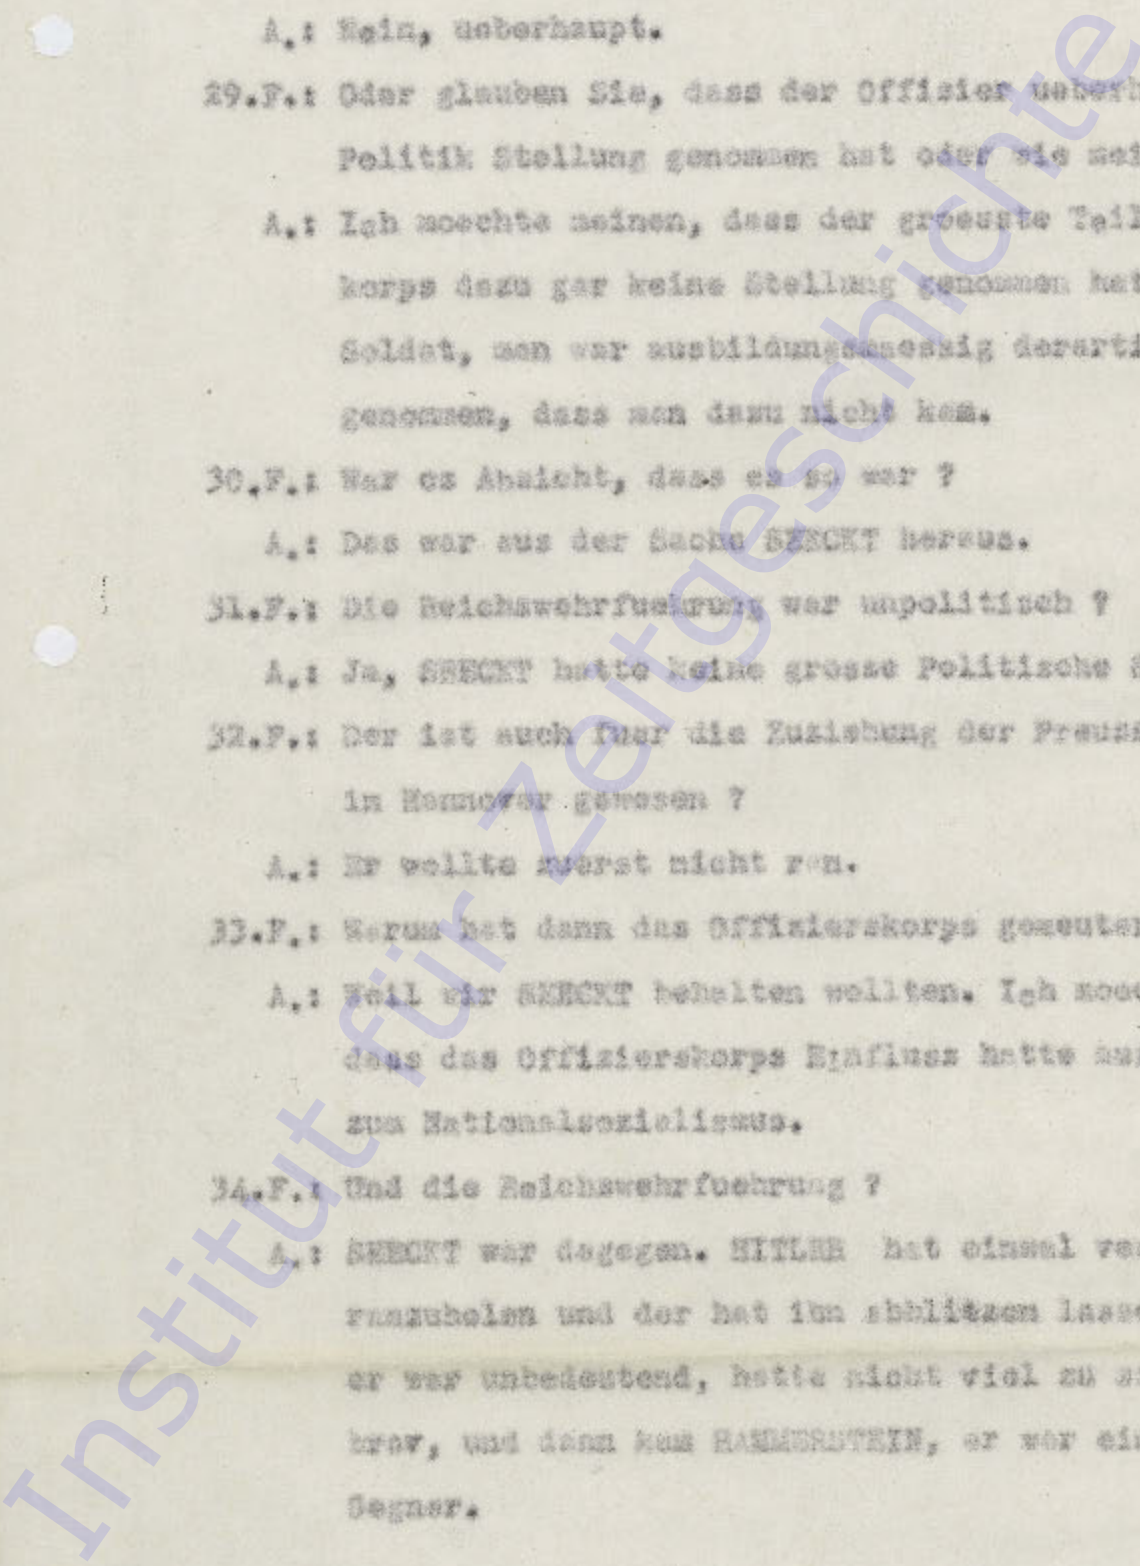 A.: Nein, ueberhaupt.
29.F.: Oder glauben Sie, dass der Offizier ueberh
Politik Stellung genommen hat oder sie mei
A.: Ich moechte meinen, dass der groesste Teil
korps dazu gar keine Stellung genommen hat
Soldat, man war ausbildungsmaessig derarti
genommen, dass man dazu nicht kam.
30.F.: War es Absicht, dass es so war ?
A.: Das war aus der Sache SEECKT heraus.
31.F.: Die Reichswehrfuehrung war unpolitisch ?
A.: Ja, SEECKT hatte keine grosse Politische
32.F.: Der ist auch fuer die Zuziehung der Preuss
in Hannover gewesen ?
A.: Er wollte zuerst nicht ran.
33.F.: Warum hat dann das Offizierskorps gemeuter
A.: Weil wir SEECKT behalten wollten. Ich moec
dass das Offizierskorps Einfluss hatte
zum Nationalsozialismus.
34.F.: Und die Reichswehrfuehrung ?
A.: SEECKT war dagegen. HITLER hat einmal ver
ranzuholen und der hat ihn abblitzen lasse
er war unbedeutend, hatte nicht viel zu s
brav, und dann kam HAMMERSTEIN, er war ein
Gegner.
Institut für Zeitgeschichte